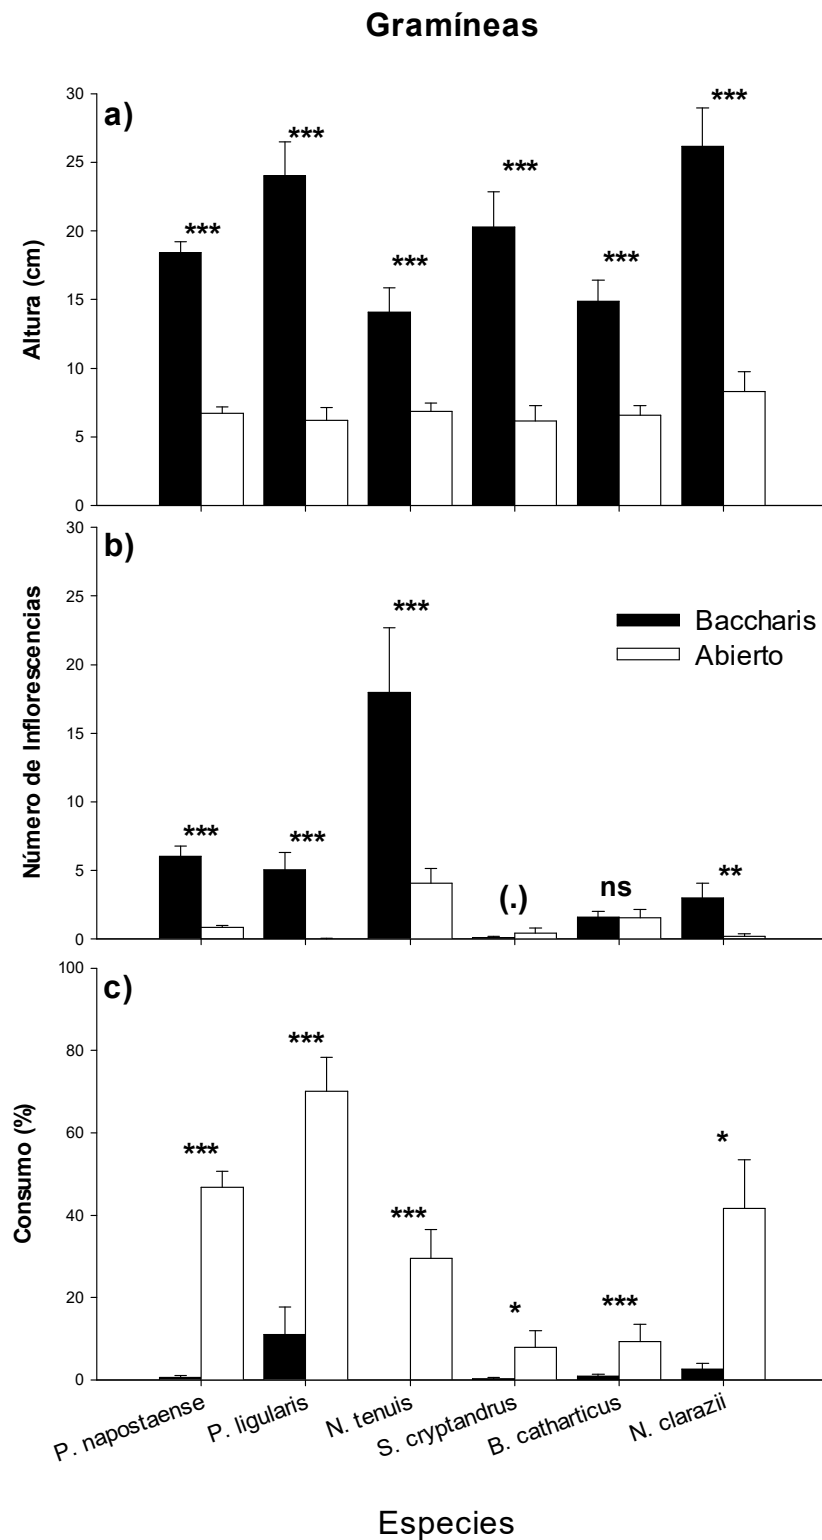 Gramíneas
a)
Altura (cm)
30
25
20
15
10
5
0
***
***
***
***
***
***
b)
Número de Inflorescencias
30
25
20
15
10
5
0
***
***
***
(.)
ns
**
Baccharis
Abierto
c)
Consumo (%)
100
80
60
40
20
0
***
***
***
*
***
*
P. napostaense
P. ligularis
N. tenuis
S. cryptandrus
B. catharticus
N. clarazii
Especies